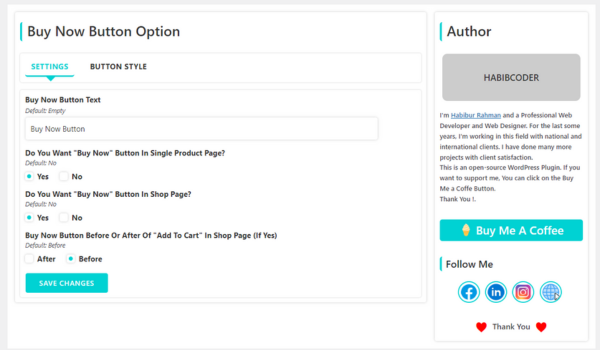 Buy Now Button Option
SETTINGS
BUTTON STYLE
Buy Now Button Text
Default: Empty
Buy Now Button
Do You Want "Buy Now" Button In Single Product Page?
Default: No
Yes
No
Do You Want "Buy Now" Button In Shop Page?
Default: No
Yes
No
Buy Now Button Before Or After Of "Add To Cart" In Shop Page (If Yes)
Default: Before
After
Before
SAVE CHANGES
Author
HABIBCODER
I'm Habibur Rahman and a Professional Web
Developer and Web Designer. For the last some
years, I'm working in this field with national and
international clients. I have done many more
projects with client satisfaction.
This is an open-source WordPress Plugin. If you
want to support me, You can click on the Buy
Me a Coffe Button.
Thank You !.
Buy Me A Coffee
Follow Me
Thank You